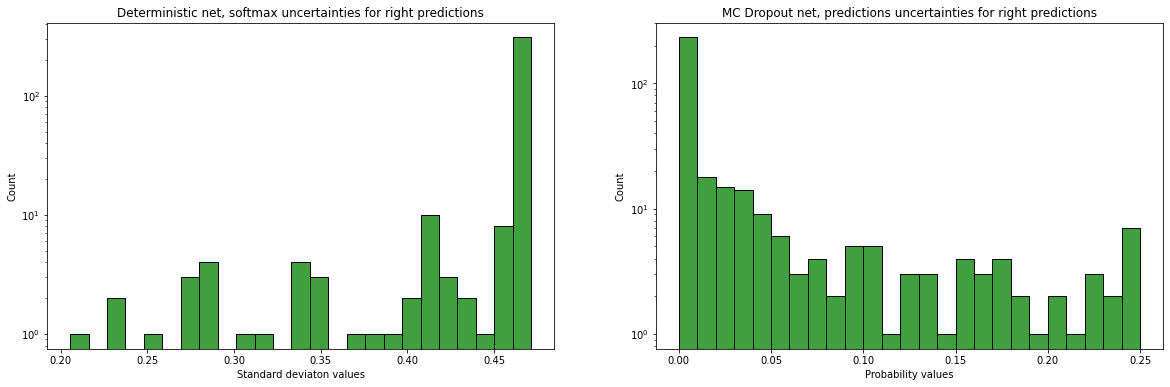 Deterministic net, softmax uncertainties for right predictions
10²
10¹
10⁰
Count
0.20 0.25 0.30 0.35 0.40 0.45
Standard deviaton values
MC Dropout net, predictions uncertainties for right predictions
10²
10¹
10⁰
Count
0.00 0.05 0.10 0.15 0.20 0.25
Probability values